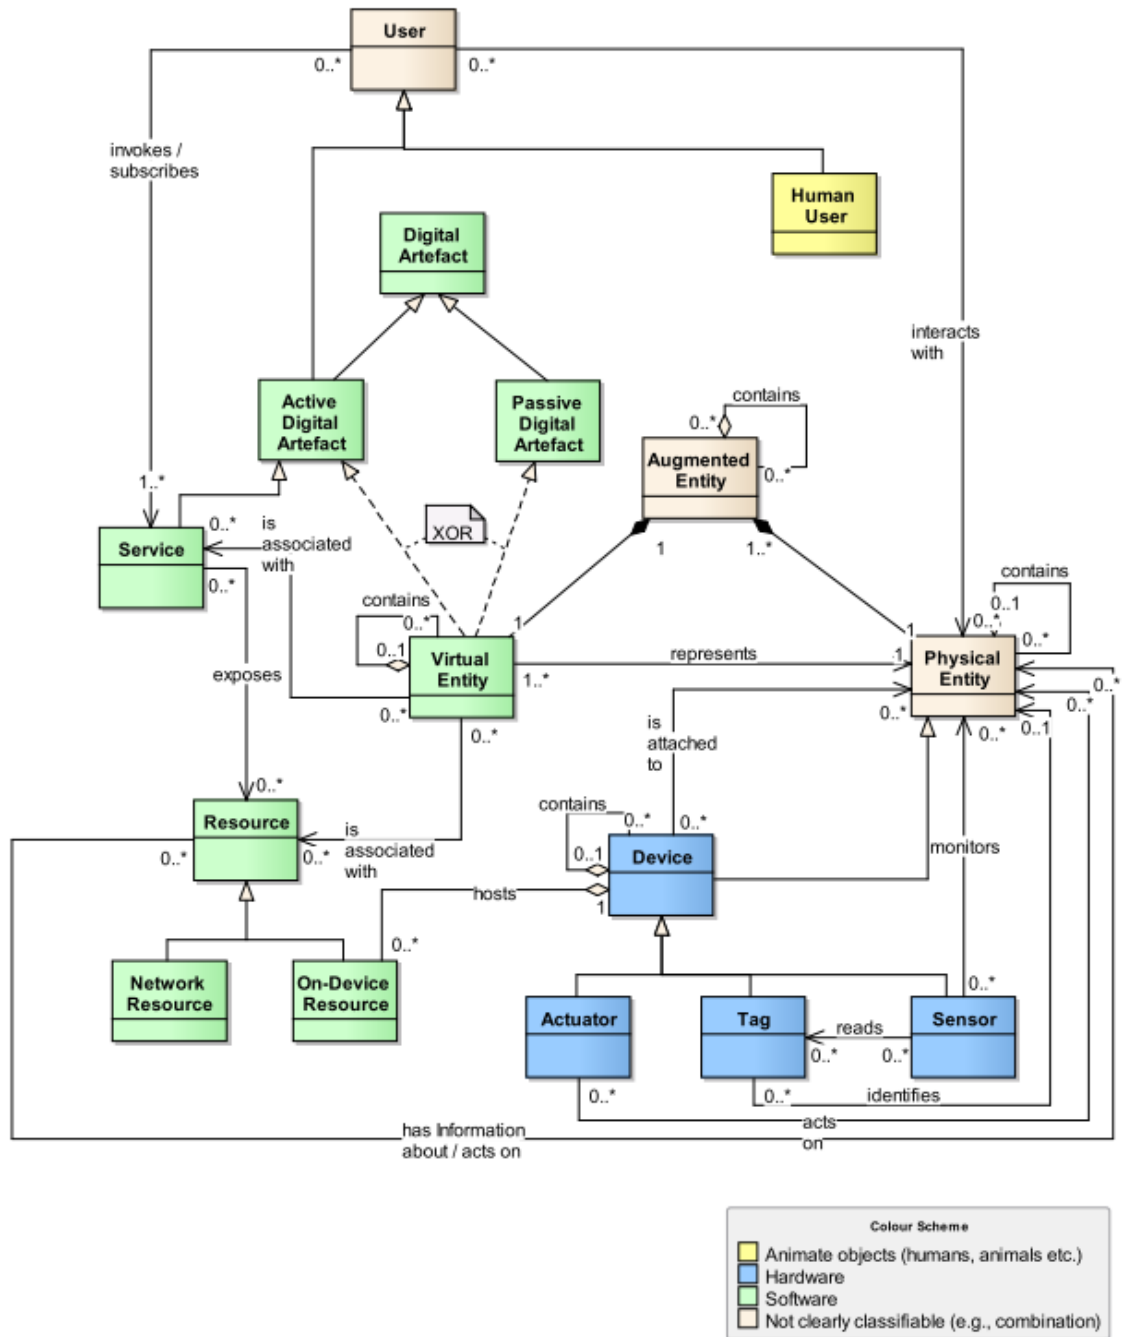 User
0..*
0..*
invokes /
subscribes
Human
User
Digital
Artefact
interacts
with
Active
Digital
Artefact
Passive
Digital
Artefact
contains
0..*
Augmented
Entity
0..*
1..*
0..*
is
associated
with
XOR
Service
0..*
1
1..*
contains
0..1
0..*
0..*
contains
0..*
0..1
1
1
Virtual
Entity
represents
1
Physical
Entity
exposes
1..*
0..*
0..*
0..*
0..*
0..*
0..1
0..*
is
attached
to
0..*
contains
0..*
0..*
Resource
is
associated
with
0..*
0..*
0..1
Device
monitors
hosts
1
0..*
Network
Resource
On-Device
Resource
0..*
Actuator
Tag
reads
Sensor
0..*
0..*
0..*
0..*
identifies
acts
on
has Information
about / acts on
Colour Scheme
Animate objects (humans, animals etc.)
Hardware
Software
Not clearly classifiable (e.g., combination)